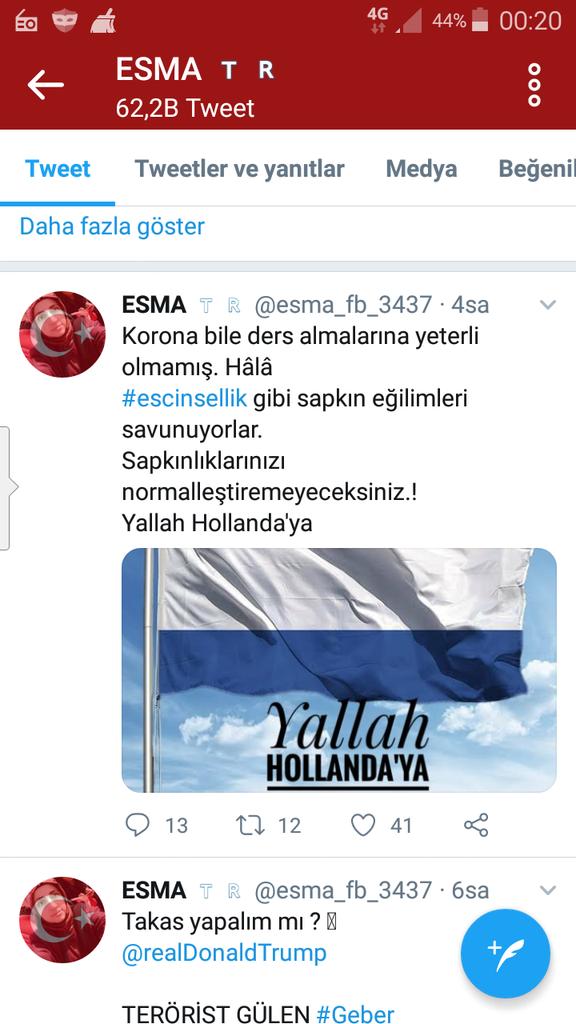 4G 44% 00:20
ESMA T R
62,2B Tweet
Tweet Tweetler ve yanıtlar Medya Beğeni
Daha fazla göster
ESMA T R @esma_fb_3437 · 4sa
Korona bile ders almalarına yeterli
olmamış. Hâlâ
#escinsellik gibi sapkın eğilimleri
savunuyorlar.
Sapkınlıklarınızı
normalleştiremeyeceksiniz.!
Yallah Hollanda'ya
Yallah
HOLLANDA'YA
13 12 41
ESMA T R @esma_fb_3437 · 6sa
Takas yapalım mı ?
@realDonaldTrump
TERÖRİST GÜLEN #Geber